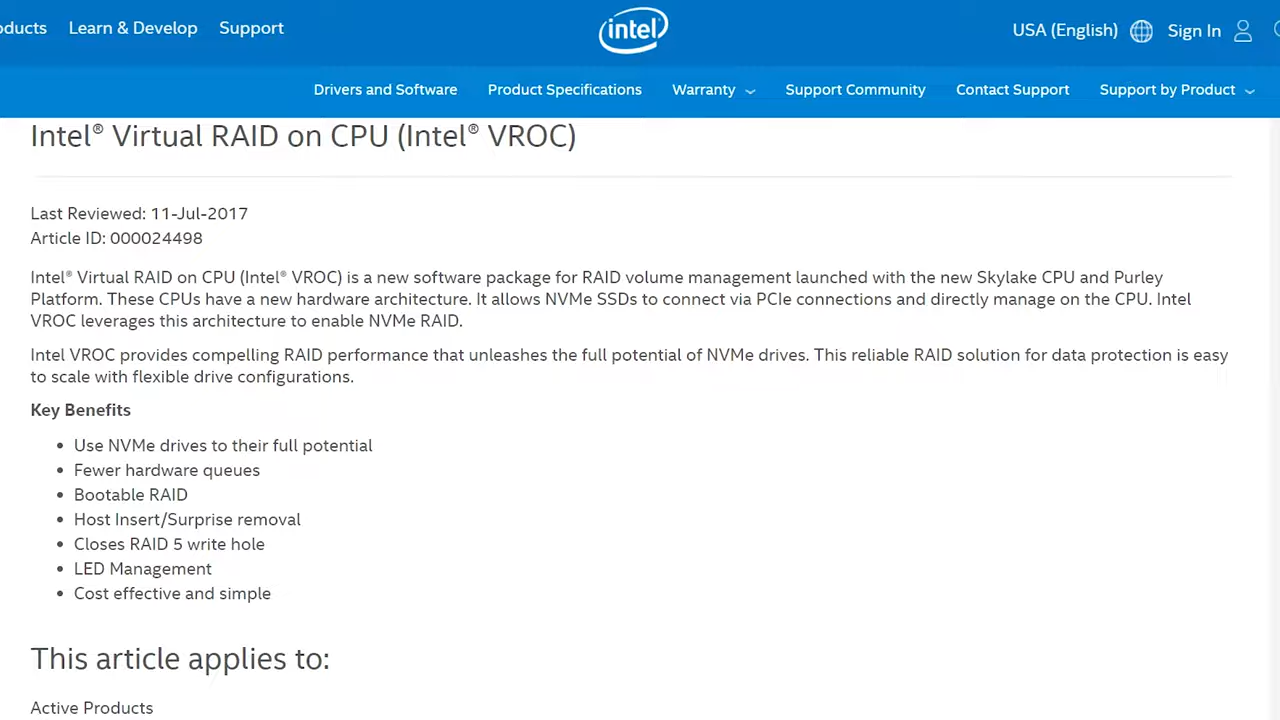 oducts Learn & Develop Support intel USA (English) Sign In
Drivers and Software Product Specifications Warranty Support Community Contact Support Support by Product
Intel® Virtual RAID on CPU (Intel® VROC)
Last Reviewed: 11-Jul-2017
Article ID: 000024498
Intel® Virtual RAID on CPU (Intel® VROC) is a new software package for RAID volume management launched with the new Skylake CPU and Purley
Platform. These CPUs have a new hardware architecture. It allows NVMe SSDs to connect via PCIe connections and directly manage on the CPU. Intel
VROC leverages this architecture to enable NVMe RAID.
Intel VROC provides compelling RAID performance that unleashes the full potential of NVMe drives. This reliable RAID solution for data protection is easy
to scale with flexible drive configurations.
Key Benefits
• Use NVMe drives to their full potential
• Fewer hardware queues
• Bootable RAID
• Host Insert/Surprise removal
• Closes RAID 5 write hole
• LED Management
• Cost effective and simple
This article applies to:
Active Products